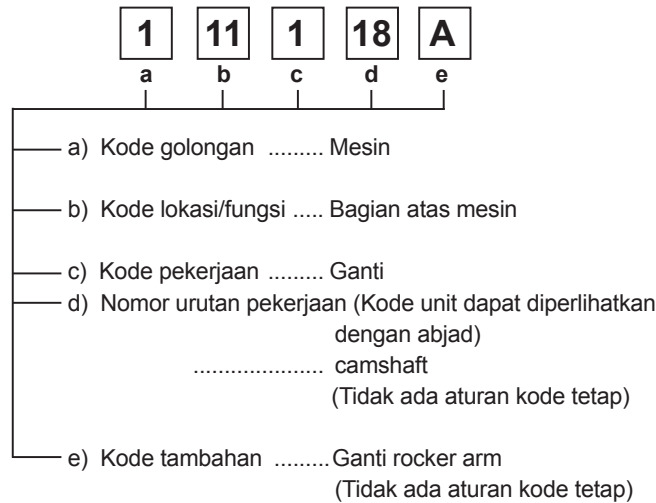 1 11 1 18 A
a b c d e
a) Kode golongan ......... Mesin
b) Kode lokasi/fungsi ..... Bagian atas mesin
c) Kode pekerjaan ......... Ganti
d) Nomor urutan pekerjaan (Kode unit dapat diperlihatkan
dengan abjad)
..................... camshaft
(Tidak ada aturan kode tetap)
e) Kode tambahan .........Ganti rocker arm
(Tidak ada aturan kode tetap)